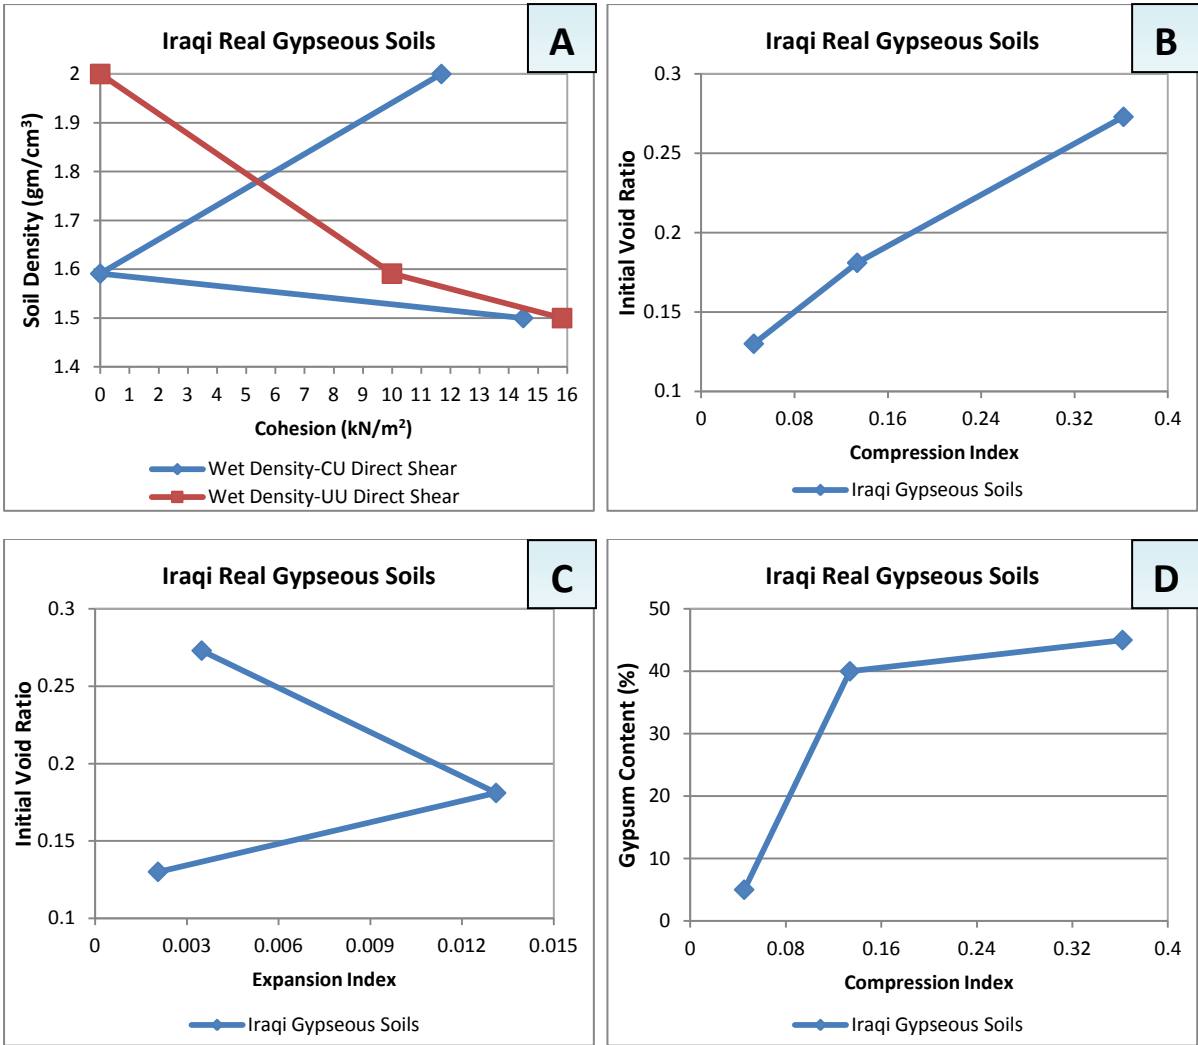 Iraqi Real Gypseous Soils
A
Soil Density (gm/cm³)
2
1.9
1.8
1.7
1.6
1.5
1.4
0 1 2 3 4 5 6 7 8 9 10 11 12 13 14 15 16
Cohesion (kN/m²)
Wet Density-CU Direct Shear
Wet Density-UU Direct Shear
Iraqi Real Gypseous Soils
B
Initial Void Ratio
0.3
0.25
0.2
0.15
0.1
0 0.08 0.16 0.24 0.32 0.4
Compression Index
Iraqi Gypseous Soils
Iraqi Real Gypseous Soils
C
Initial Void Ratio
0.3
0.25
0.2
0.15
0.1
0 0.003 0.006 0.009 0.012 0.015
Expansion Index
Iraqi Gypseous Soils
Iraqi Real Gypseous Soils
D
Gypsum Content (%)
50
40
30
20
10
0
0 0.08 0.16 0.24 0.32 0.4
Compression Index
Iraqi Gypseous Soils